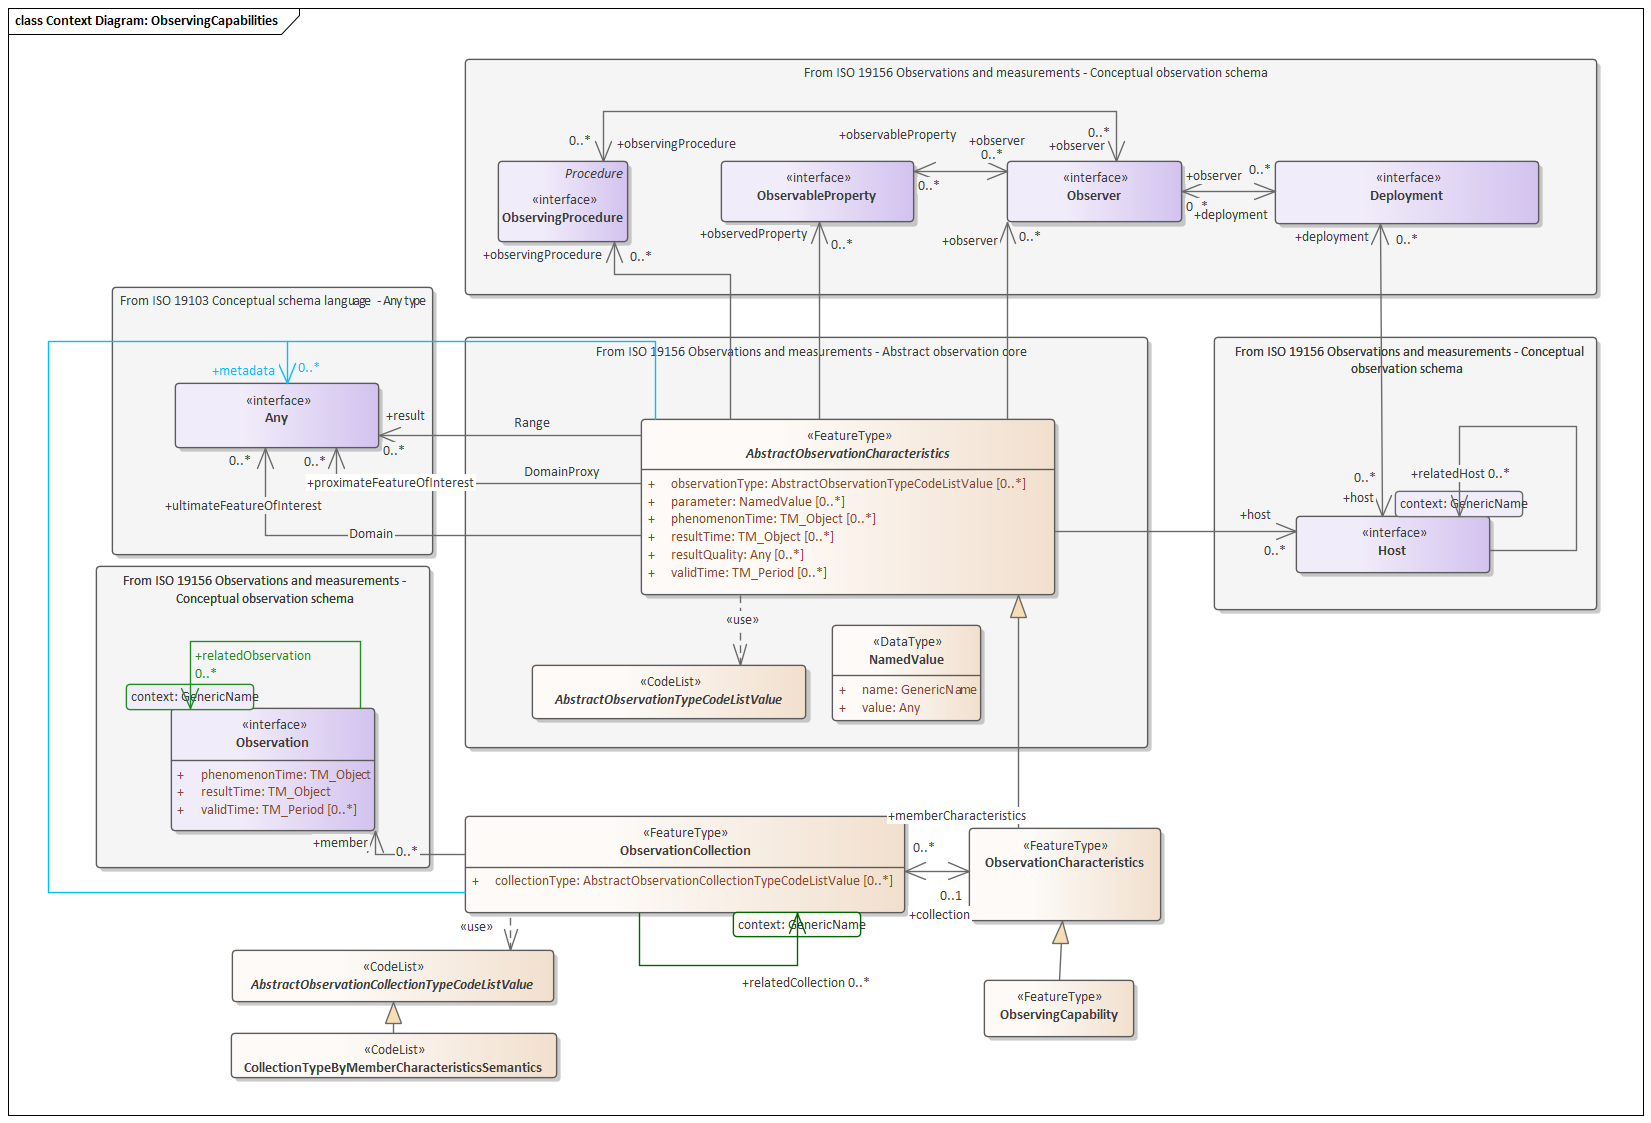 class Context Diagram: ObservingCapabilities
From ISO 19156 Observations and measurements - Conceptual observation schema
0..*
+observingProcedure
+observableProperty
+observer
0..*
0..*
+observer
Procedure
«interface»
ObservingProcedure
«interface»
ObservableProperty
0..*
«interface»
Observer
+observer
0..*
0..*
+deployment
«interface»
Deployment
+observingProcedure
0..*
+observedProperty
0..*
+observer
0..*
+deployment
0..*
From ISO 19103 Conceptual schema language - Any type
+metadata
0..*
«interface»
Any
+result
0..*
Range
0..*
0..*
+proximateFeatureOfInterest
DomainProxy
+ultimateFeatureOfInterest
Domain
From ISO 19156 Observations and measurements - Abstract observation core
«FeatureType»
AbstractObservationCharacteristics
+ observationType: AbstractObservationTypeCodeListValue [0..*]
+ parameter: NamedValue [0..*]
+ phenomenonTime: TM_Object [0..*]
+ resultTime: TM_Object [0..*]
+ resultQuality: Any [0..*]
+ validTime: TM_Period [0..*]
«use»
«CodeList»
AbstractObservationTypeCodeListValue
«DataType»
NamedValue
+ name: GenericName
+ value: Any
From ISO 19156 Observations and measurements - Conceptual
observation schema
+relatedHost 0..*
0..*
+host
context: GenericName
+host
0..*
«interface»
Host
From ISO 19156 Observations and measurements -
Conceptual observation schema
+relatedObservation
0..*
context: GenericName
«interface»
Observation
+ phenomenonTime: TM_Object
+ resultTime: TM_Object
+ validTime: TM_Period [0..*]
+member
0..*
«FeatureType»
ObservationCollection
+ collectionType: AbstractObservationCollectionTypeCodeListValue [0..*]
+memberCharacteristics
0..*
0..1
+collection
«FeatureType»
ObservationCharacteristics
«use»
context: GenericName
+relatedCollection 0..*
«CodeList»
AbstractObservationCollectionTypeCodeListValue
«FeatureType»
ObservingCapability
«CodeList»
CollectionTypeByMemberCharacteristicsSemantics